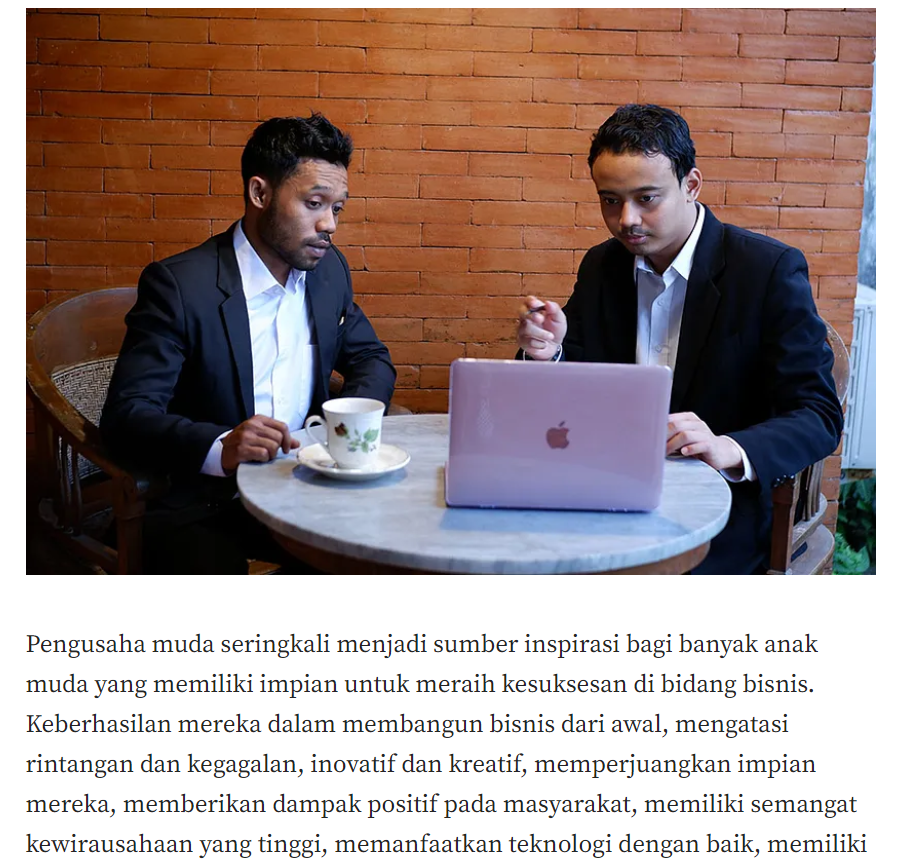 Pengusaha muda seringkali menjadi sumber inspirasi bagi banyak anak
muda yang memiliki impian untuk meraih kesuksesan di bidang bisnis.
Keberhasilan mereka dalam membangun bisnis dari awal, mengatasi
rintangan dan kegagalan, inovatif dan kreatif, memperjuangkan impian
mereka, memberikan dampak positif pada masyarakat, memiliki semangat
kewirausahaan yang tinggi, memanfaatkan teknologi dengan baik, memiliki